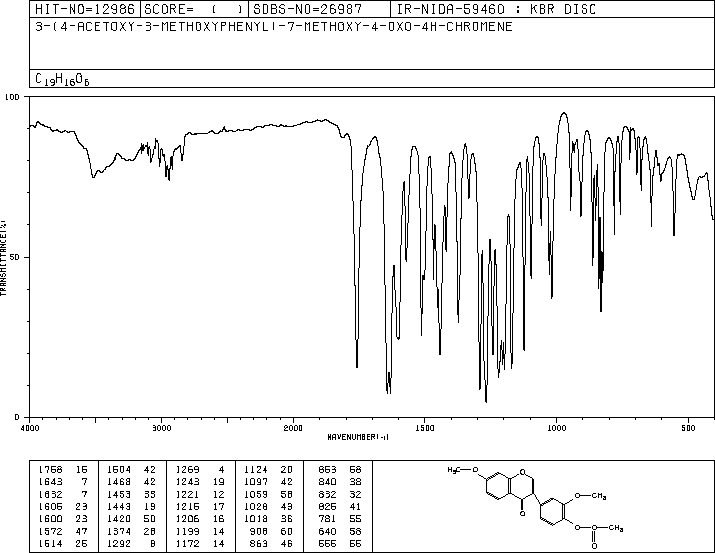 HIT-NO=12986 SCORE= ( ) SDBS-NO=26987 IR-NIDA-59460 : KBR DISC
3-(4-ACETOXY-3-METHOXYPHENYL)-7-METHOXY-4-OXO-4H-CHROMENE
C19H16O6
100
50
0
TRANSMITTANCE(%)
4000 3000 2000 1500 1000 500
WAVENUMBER(-1)
1758 15 1504 42 1269 4 1124 20 853 58
1643 7 1468 42 1243 19 1097 42 840 38
1632 7 1453 35 1221 12 1059 58 832 32
1605 23 1443 19 1215 17 1028 43 825 41
1600 23 1420 50 1206 16 1018 36 781 55
1572 47 1374 28 1199 14 908 60 640 58
1514 25 1292 8 1172 14 863 46 555 55
H3C O O
O CH3
O
O CH3
O